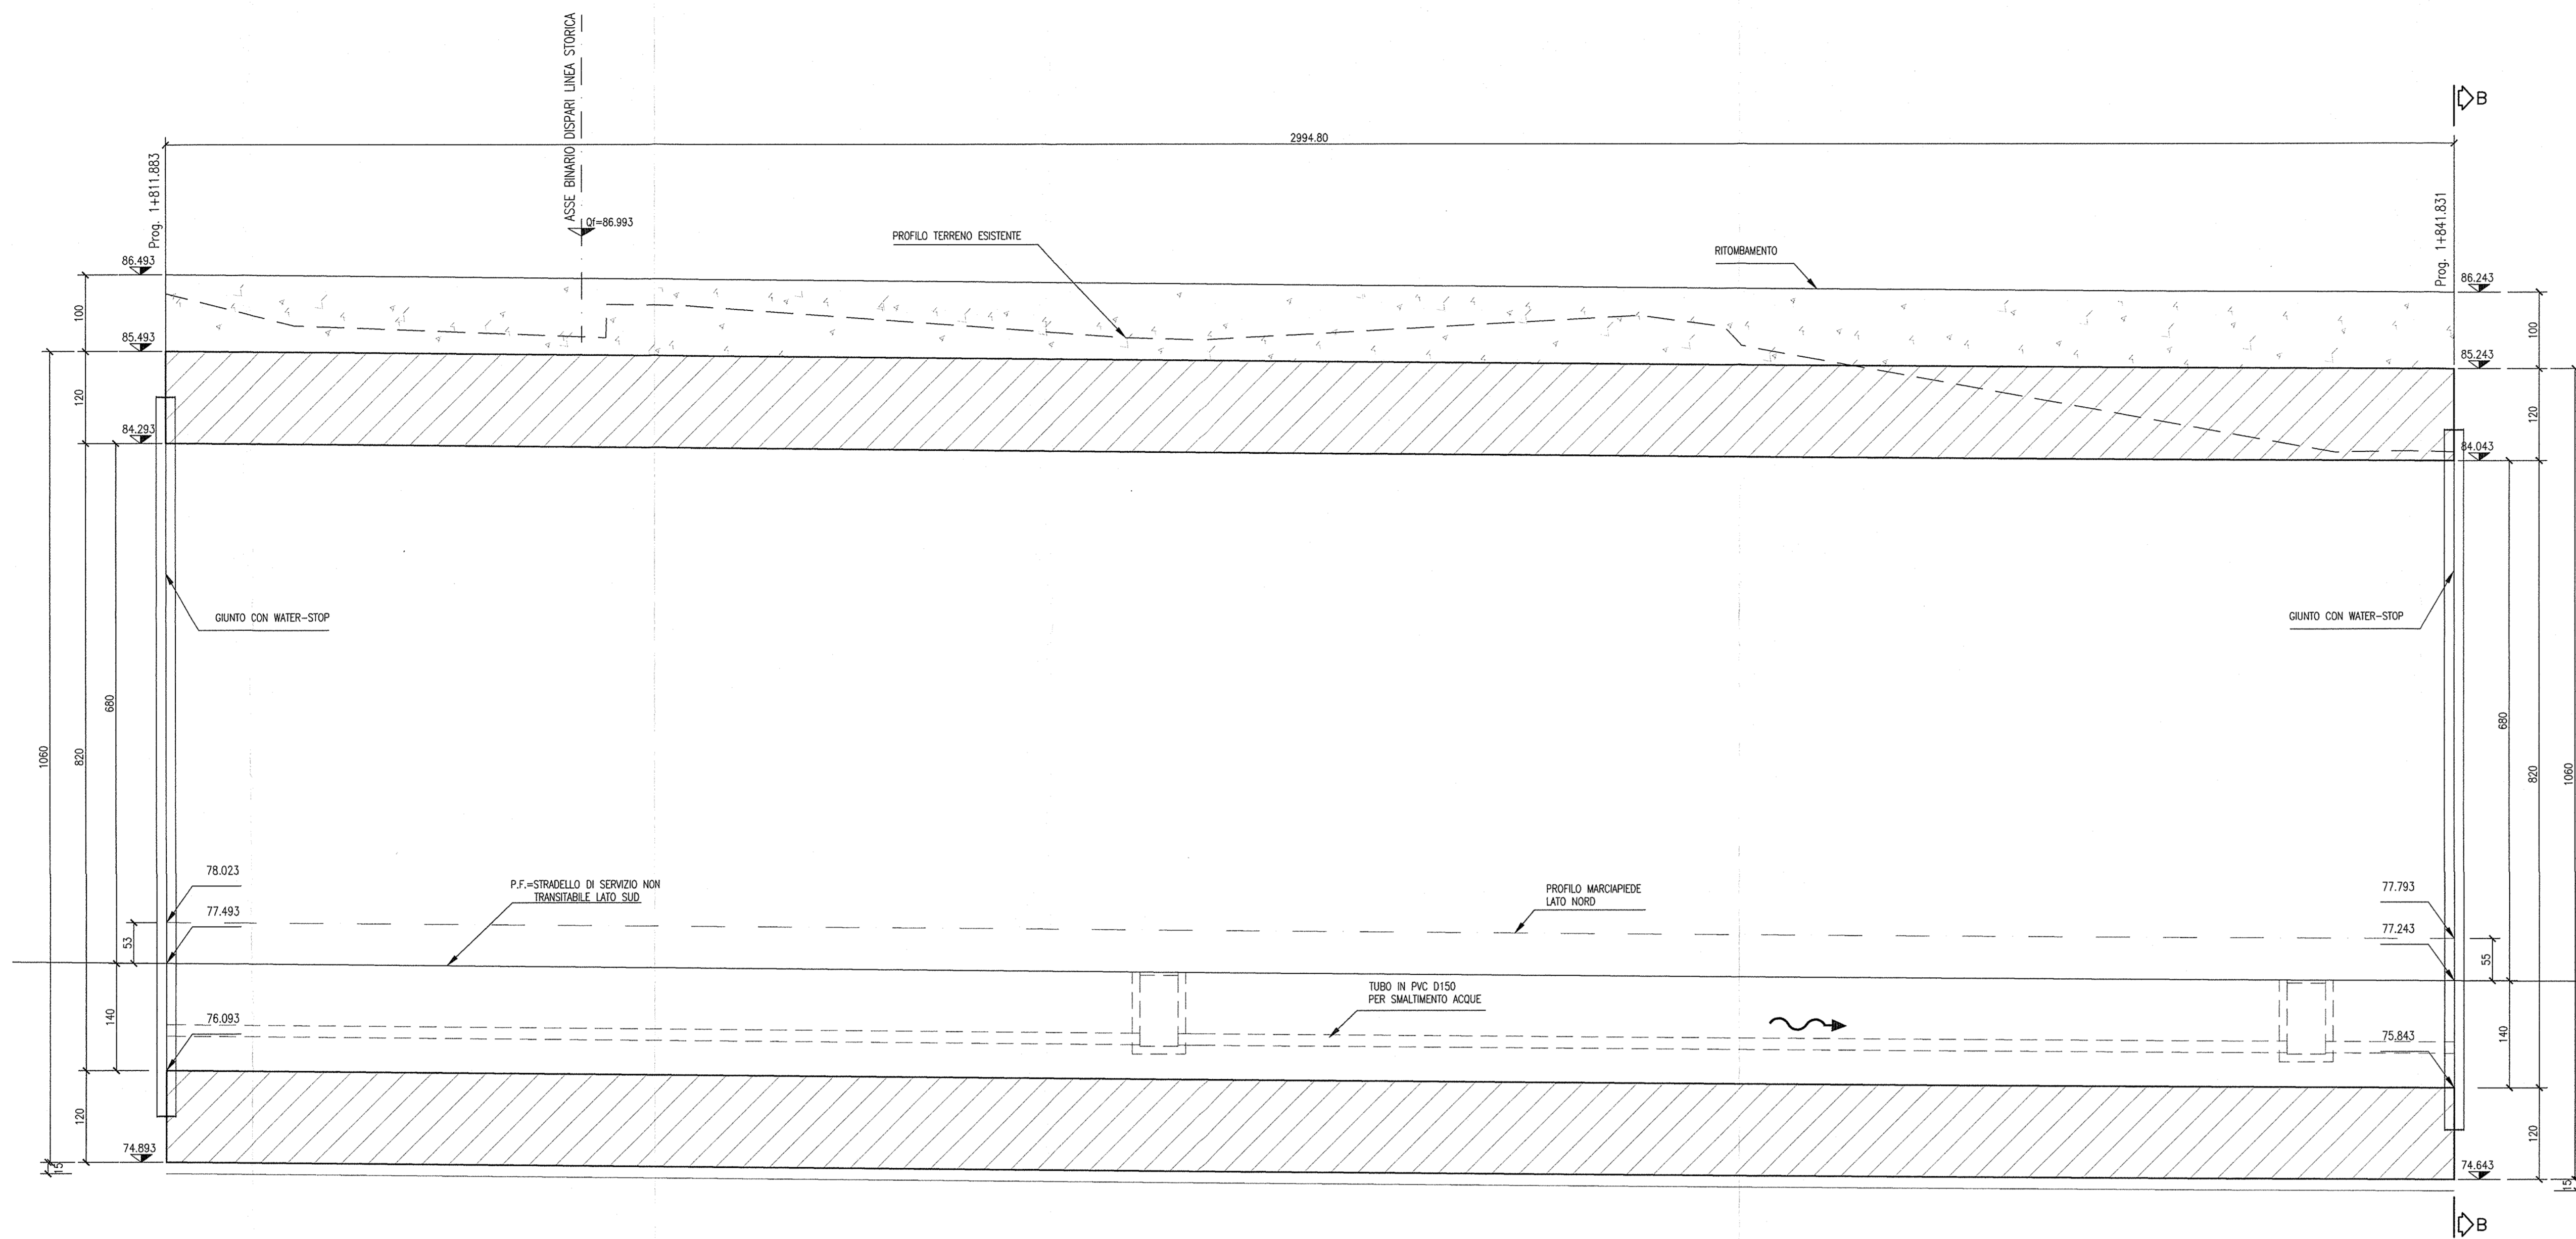 ASSE BINARIO DISPARI LINEA STORICA
B
2994.80
Prog. 1+811.883
Prog. 1+841.831
Qf=86.993
PROFILO TERRENO ESISTENTE
RITOMBAMENTO
86.493
86.243
100
100
85.493
85.243
120
120
84.293
84.043
GIUNTO CON WATER-STOP
GIUNTO CON WATER-STOP
680
820
1060
680
820
1060
78.023
P.F.=STRADELLO DI SERVIZIO NON
TRANSITABILE LATO SUD
PROFILO MARCIAPIEDE
LATO NORD
77.793
77.493
77.243
53
55
TUBO IN PVC D150
PER SMALTIMENTO ACQUE
76.093
75.843
140
140
120
120
74.893
74.643
15
15
B